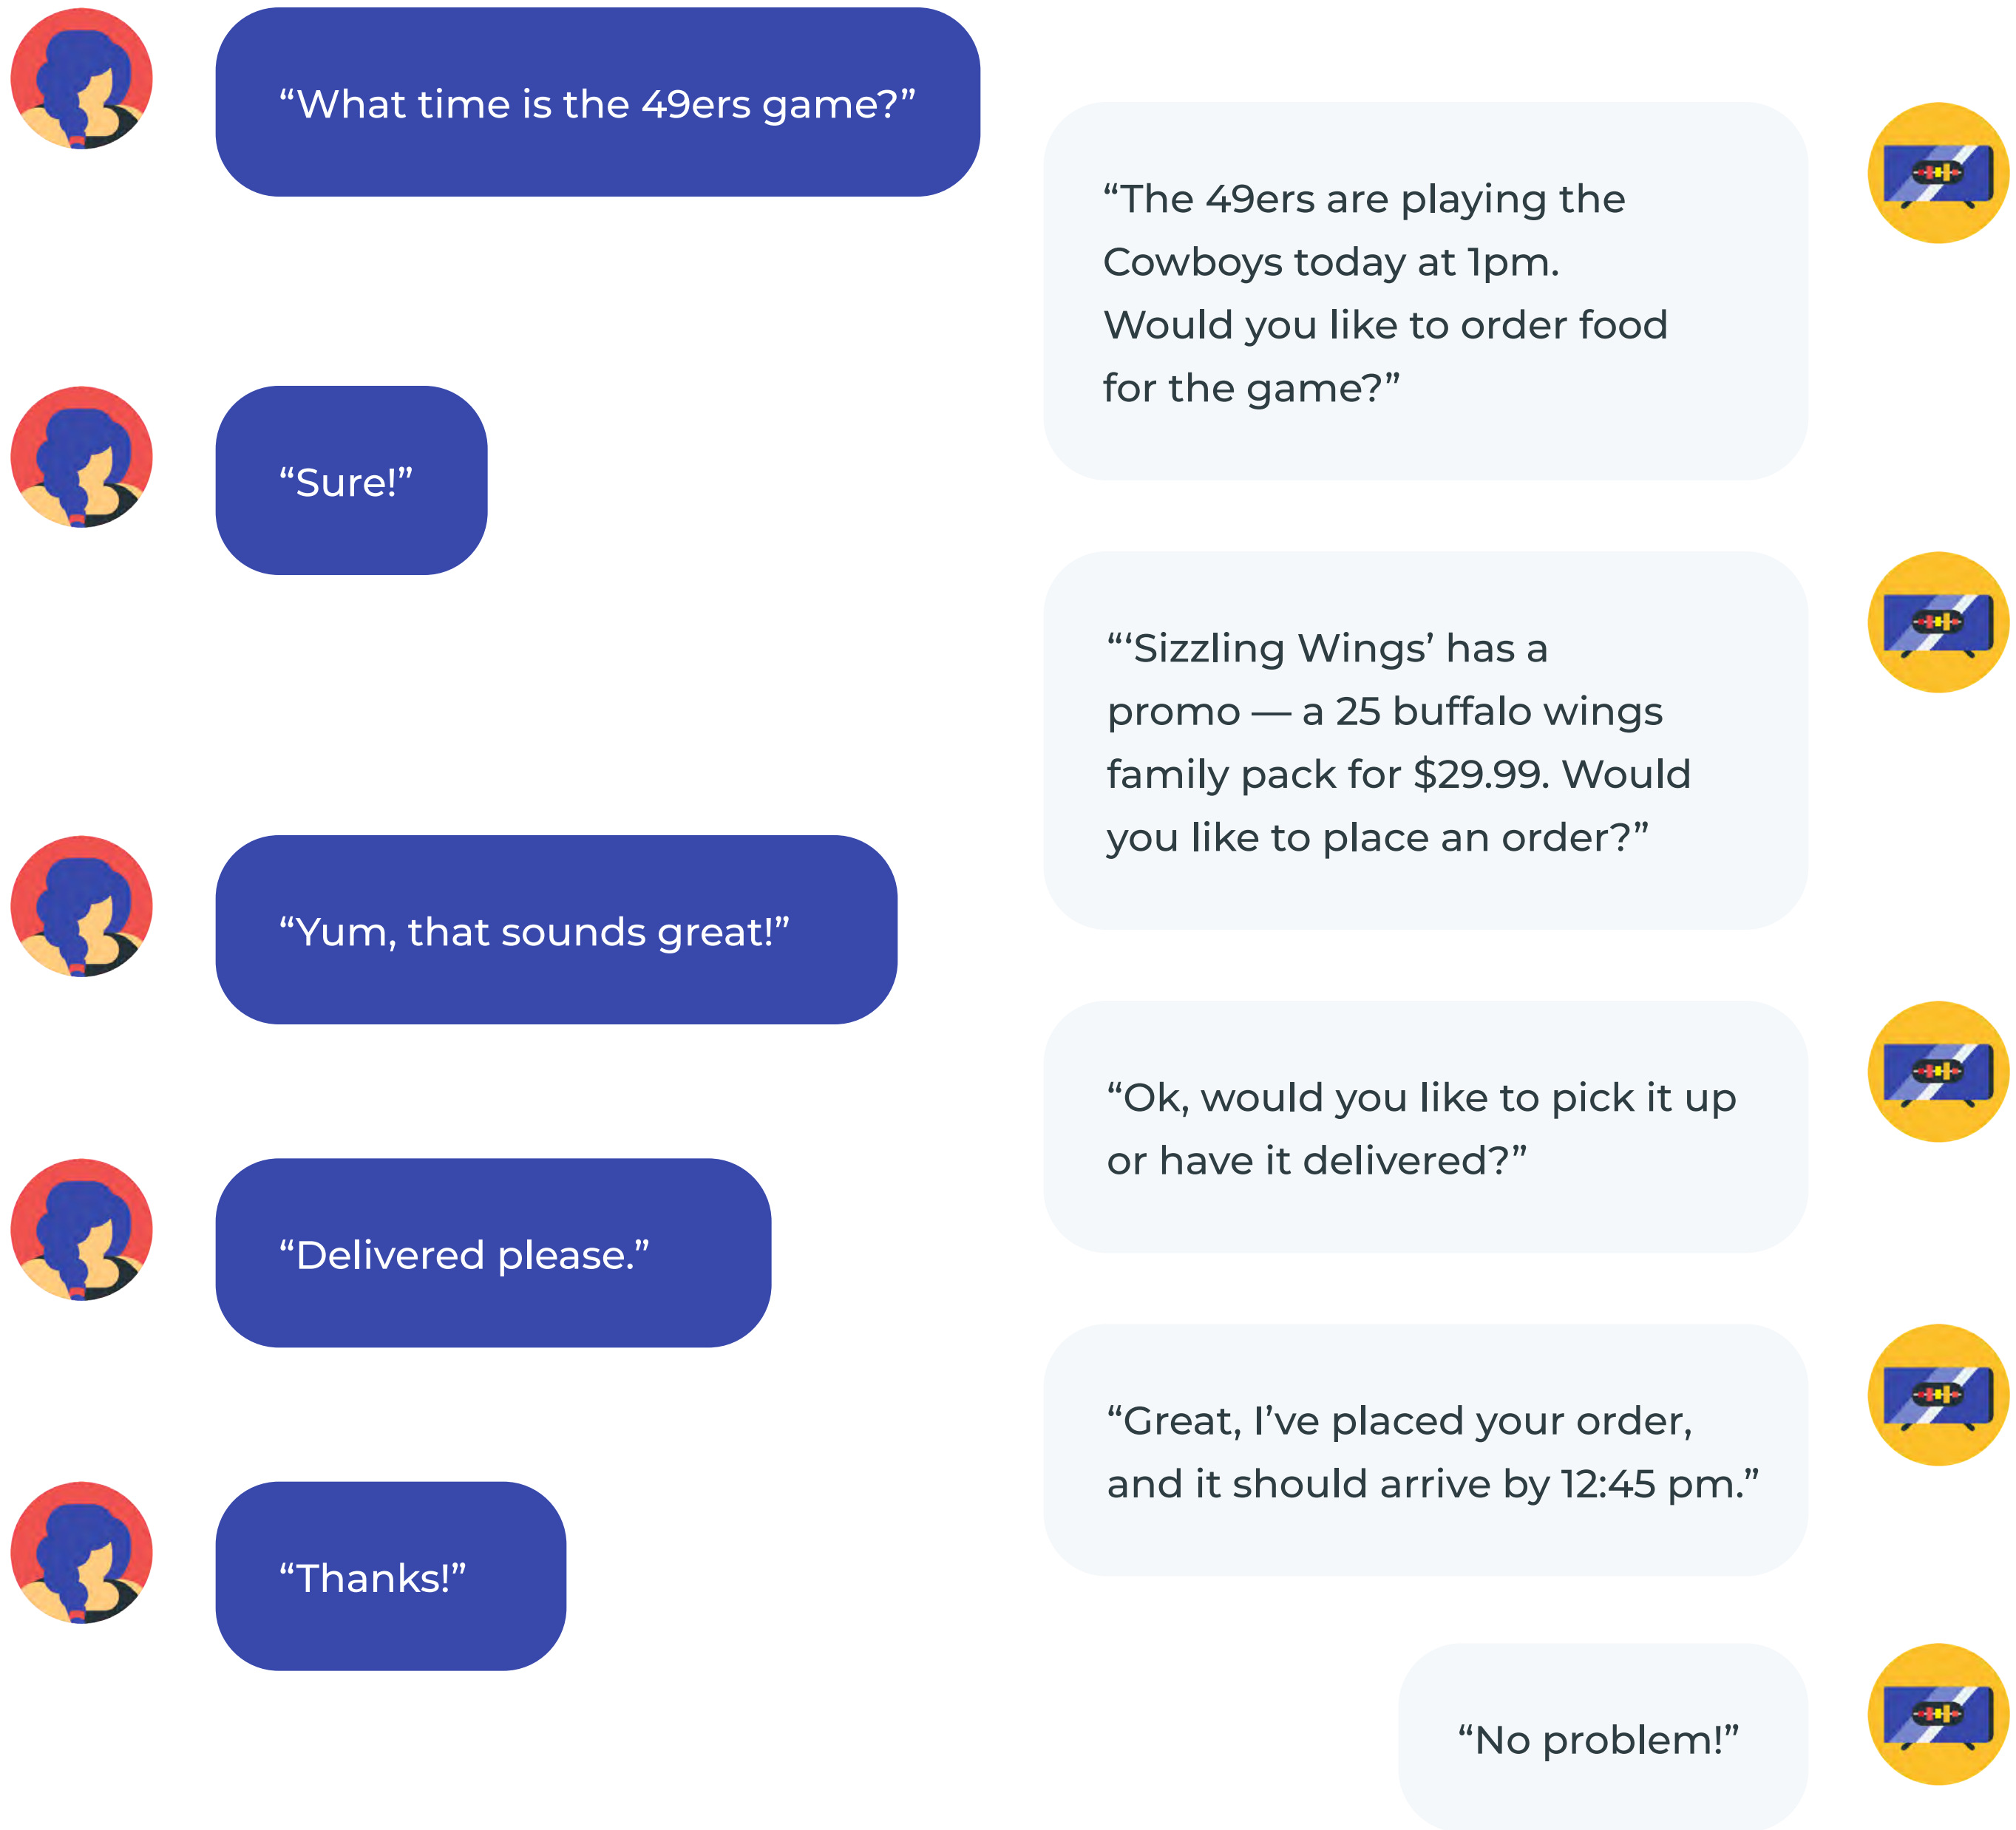 “What time is the 49ers game?”
“The 49ers are playing the
Cowboys today at 1pm.
Would you like to order food
for the game?”
“Sure!”
“‘Sizzling Wings’ has a
promo — a 25 buffalo wings
family pack for $29.99. Would
you like to place an order?”
“Yum, that sounds great!”
“Ok, would you like to pick it up
or have it delivered?”
“Delivered please.”
“Great, I’ve placed your order,
and it should arrive by 12:45 pm.”
“Thanks!”
“No problem!”